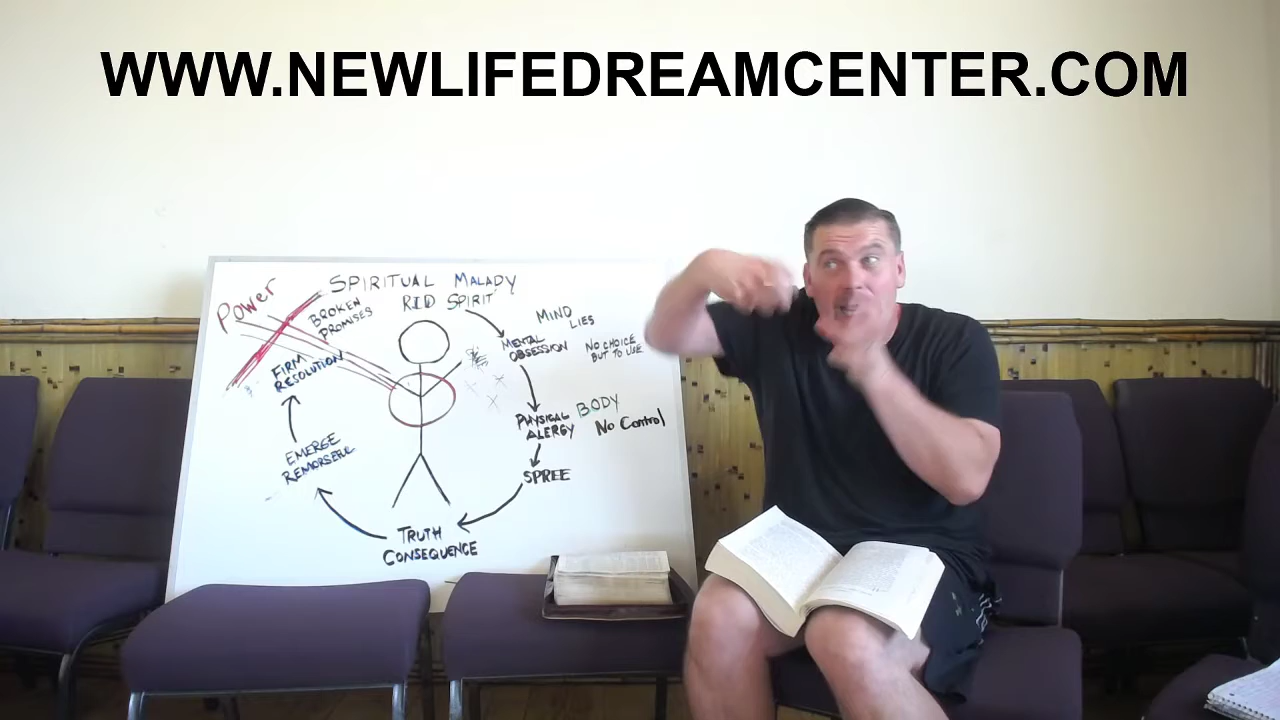 WWW.NEWLIFEDREAMCENTER.COM
Power
SPIRITUAL MALADY
RID SPIRIT
BROKEN
PROMISES
MIND
LIES
MENTAL
OBSESSION
NO CHOICE
BUT TO USE
FIRM
RESOLUTION
PHYSICAL
ALERGY
BODY
No Control
EMERGE
REMORSEFUL
SPREE
TRUTH
CONSEQUENCE